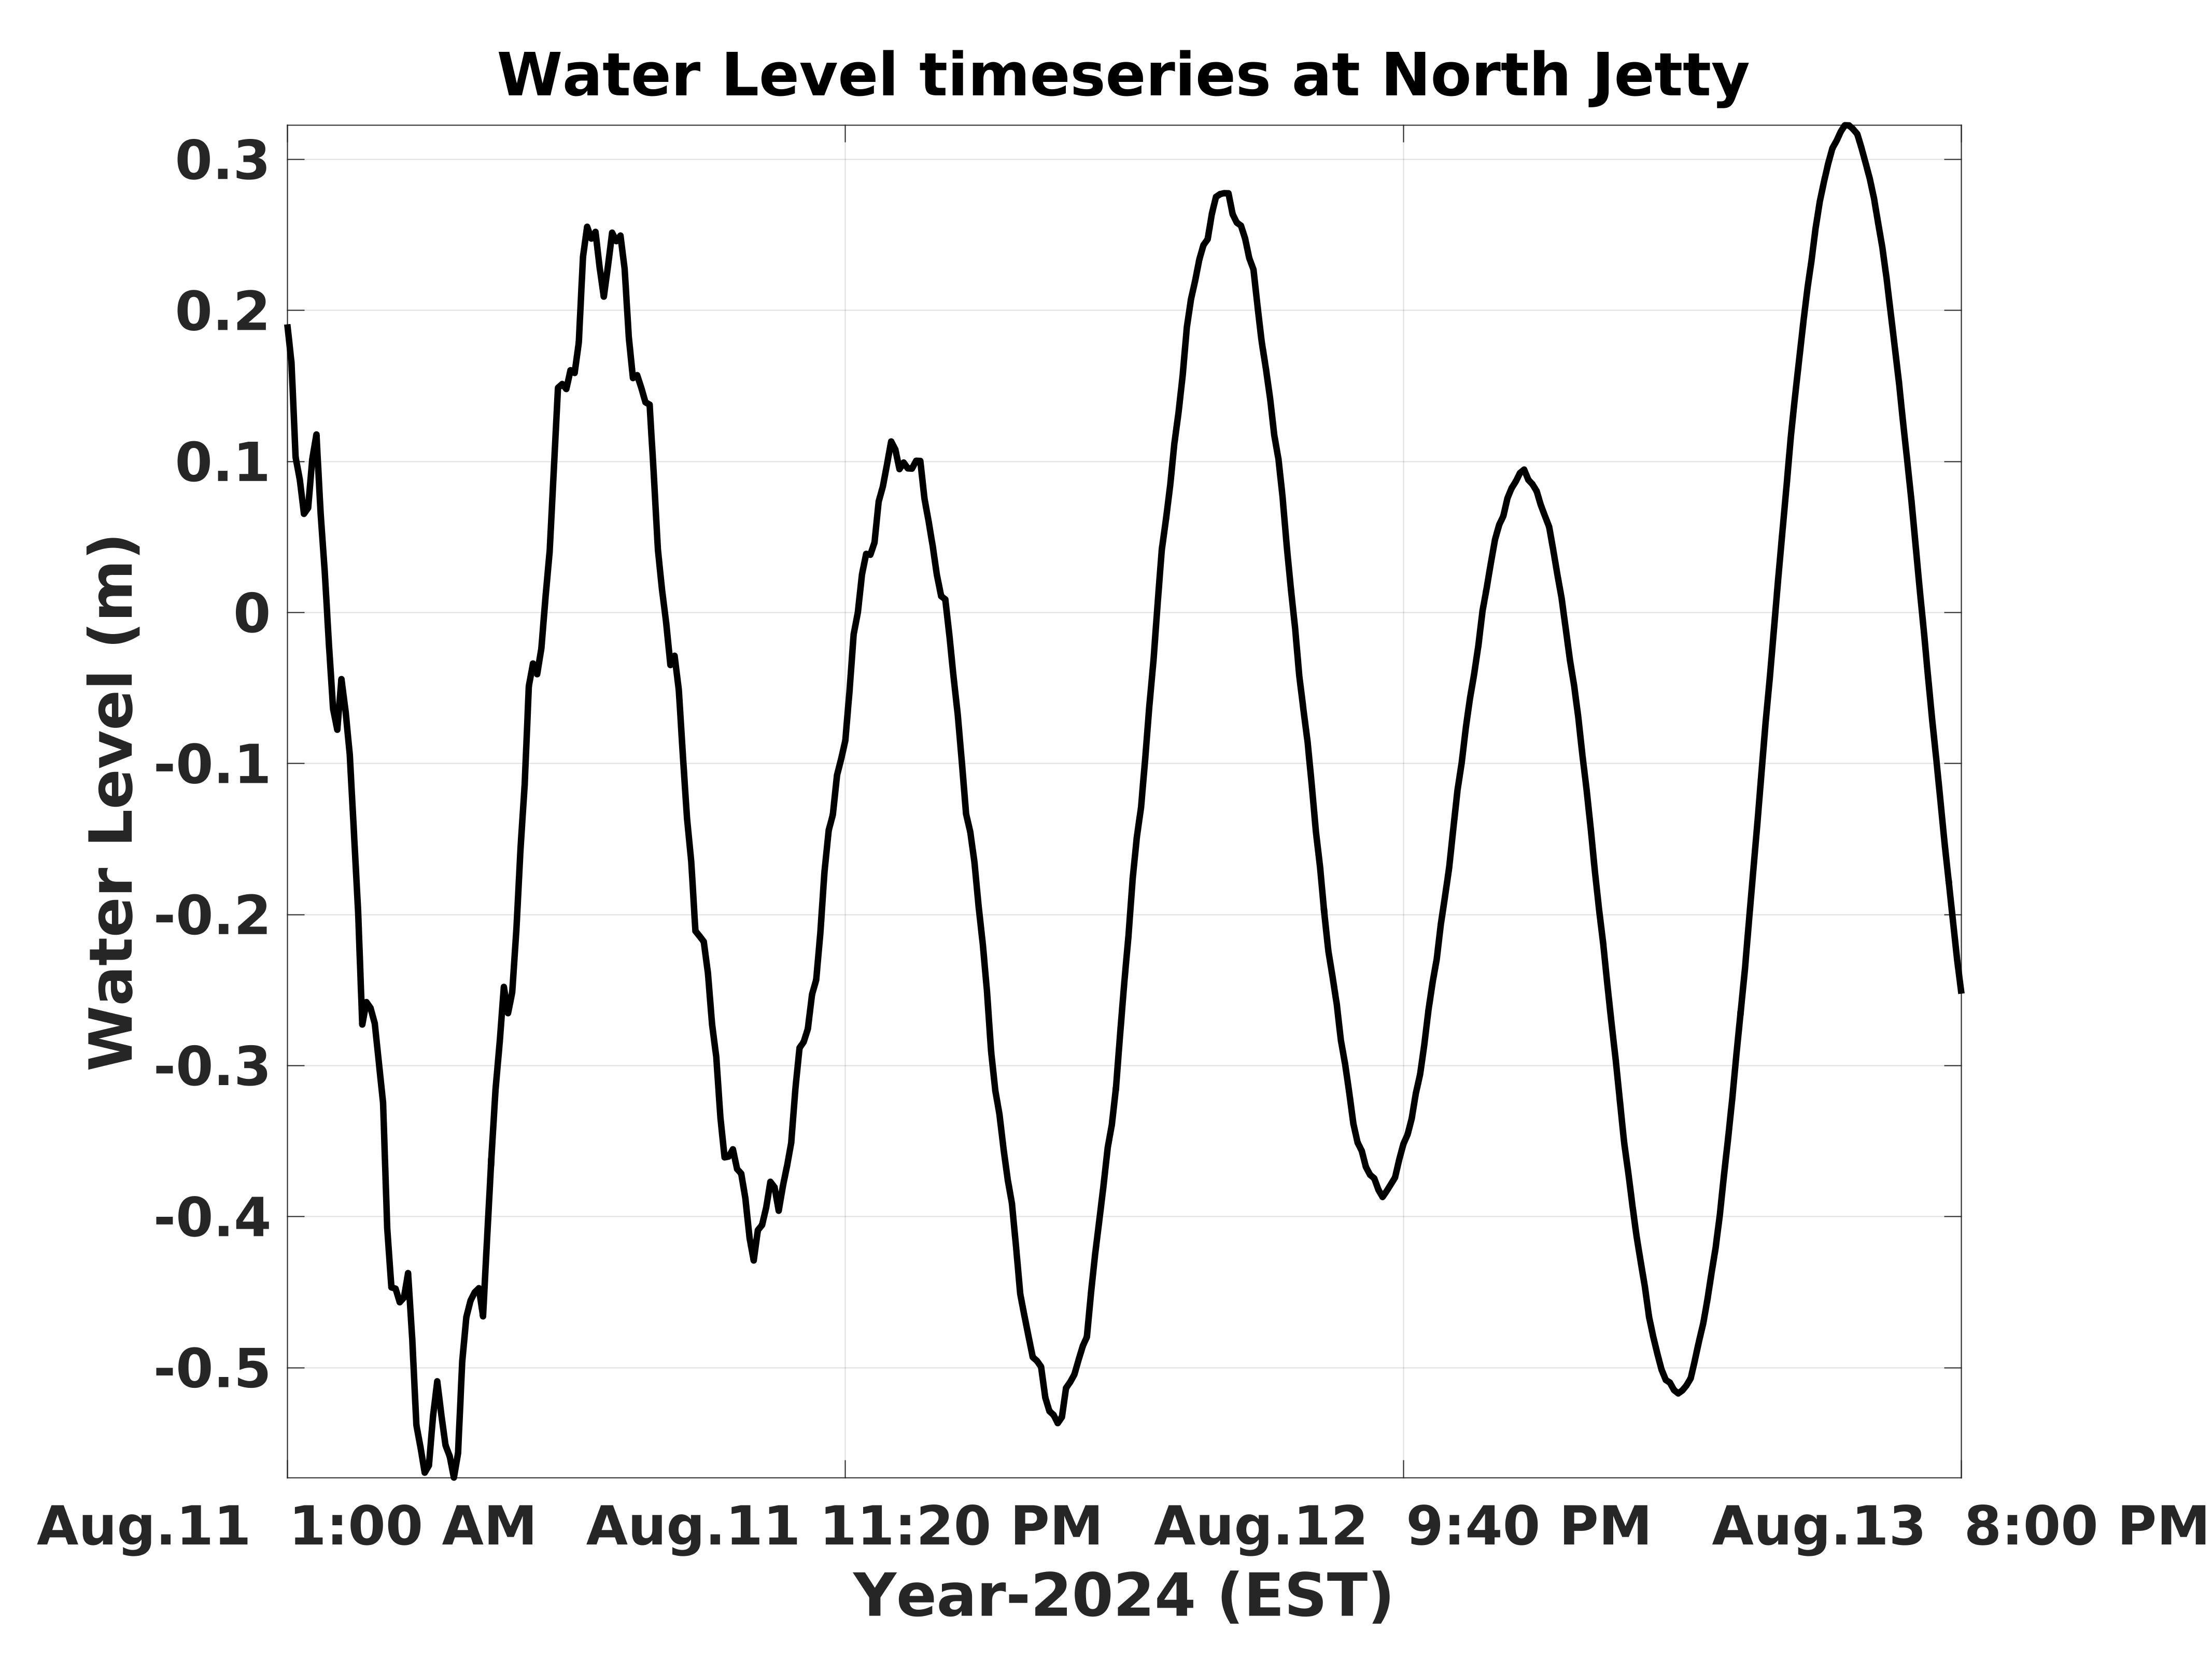 Water Level timeseries at North Jetty
0.3
0.2
0.1
0
-0.1
-0.2
-0.3
-0.4
-0.5
Water Level (m)
Aug.11 1:00 AM Aug.11 11:20 PM Aug.12 9:40 PM Aug.13 8:00 PM
Year-2024 (EST)